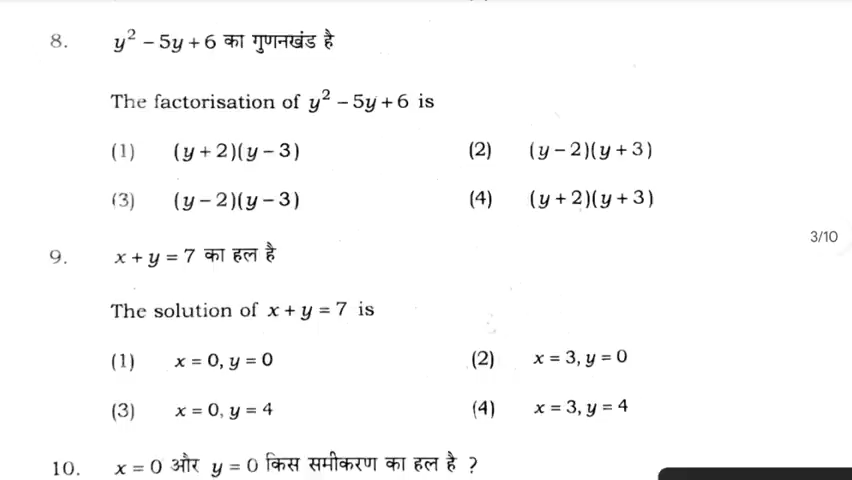 8. y² – 5y + 6 का गुणनखंड है
The factorisation of y² – 5y + 6 is
(1) (y + 2)(y – 3) (2) (y – 2)(y + 3)
(3) (y – 2)(y – 3) (4) (y + 2)(y + 3)
3/10
9. x + y = 7 का हल है
The solution of x + y = 7 is
(1) x = 0, y = 0 (2) x = 3, y = 0
(3) x = 0, y = 4 (4) x = 3, y = 4
10. x = 0 और y = 0 किस समीकरण का हल है ?